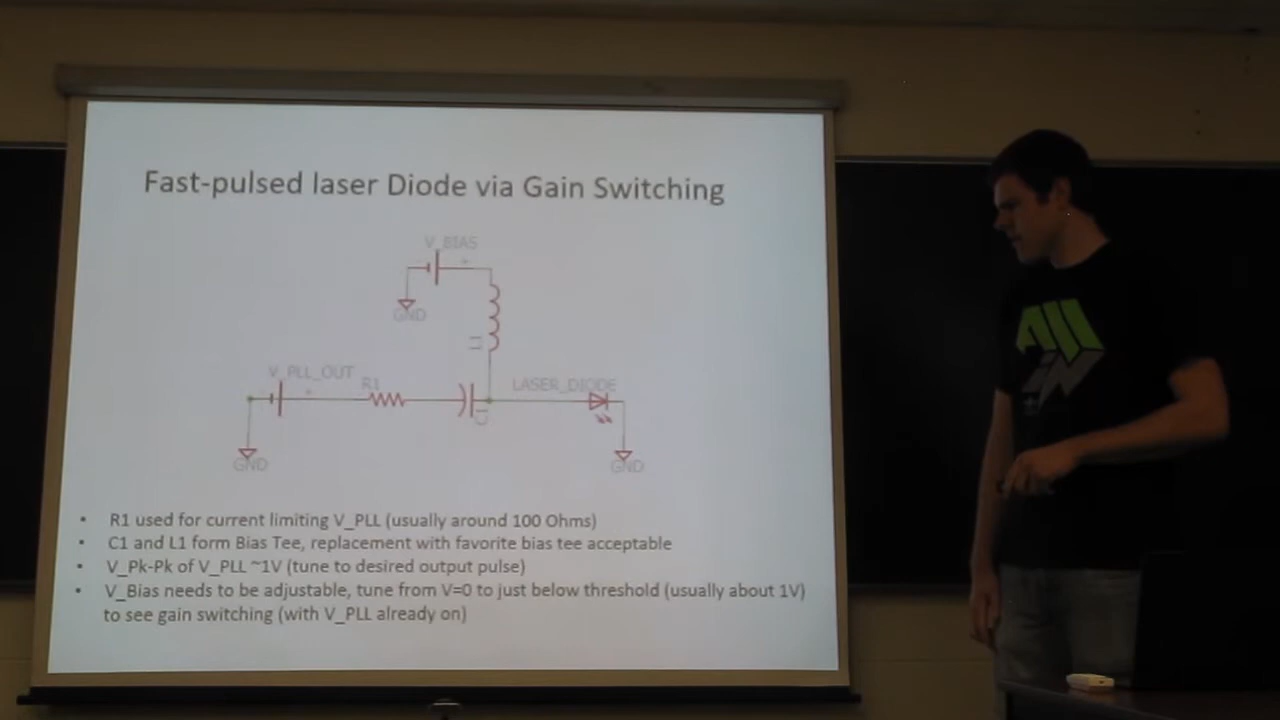 Fast-pulsed laser Diode via Gain Switching
V_BIAS
GND
V_PLL_OUT
R1
C1
LASER_DIODE
GND
GND
• R1 used for current limiting V_PLL (usually around 100 Ohms)
• C1 and L1 form Bias Tee, replacement with favorite bias tee acceptable
• V_Pk-Pk of V_PLL ~1V (tune to desired output pulse)
• V_Bias needs to be adjustable, tune from V=0 to just below threshold (usually about 1V)
to see gain switching (with V_PLL already on)